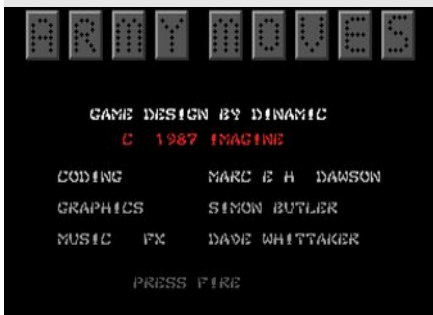 ARMY MOVES
GAME DESIGN BY DINAMIC
C 1987 IMAGINE
CODING MARC E H DAWSON
GRAPHICS SIMON BUTLER
MUSIC FX DAVE WHITTAKER
PRESS FIRE